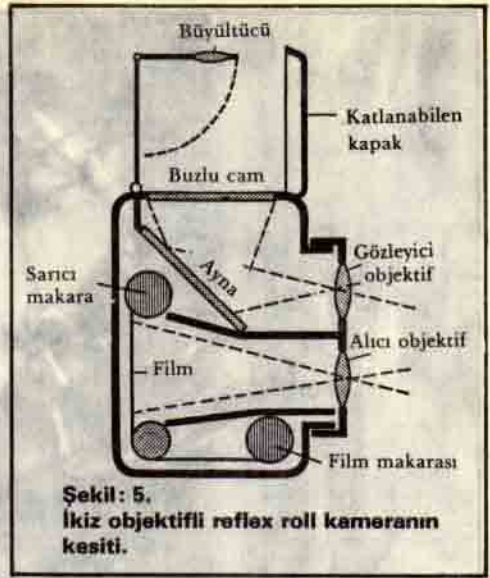 Büyültücü
Katlanabilen
kapak
Buzlu cam
Ayna
Gözleyici
objektif
Sarıcı
makara
Alıcı objektif
Film
Film makarası
Şekil: 5.
İkiz objektifli reflex roll kameranın
kesiti.